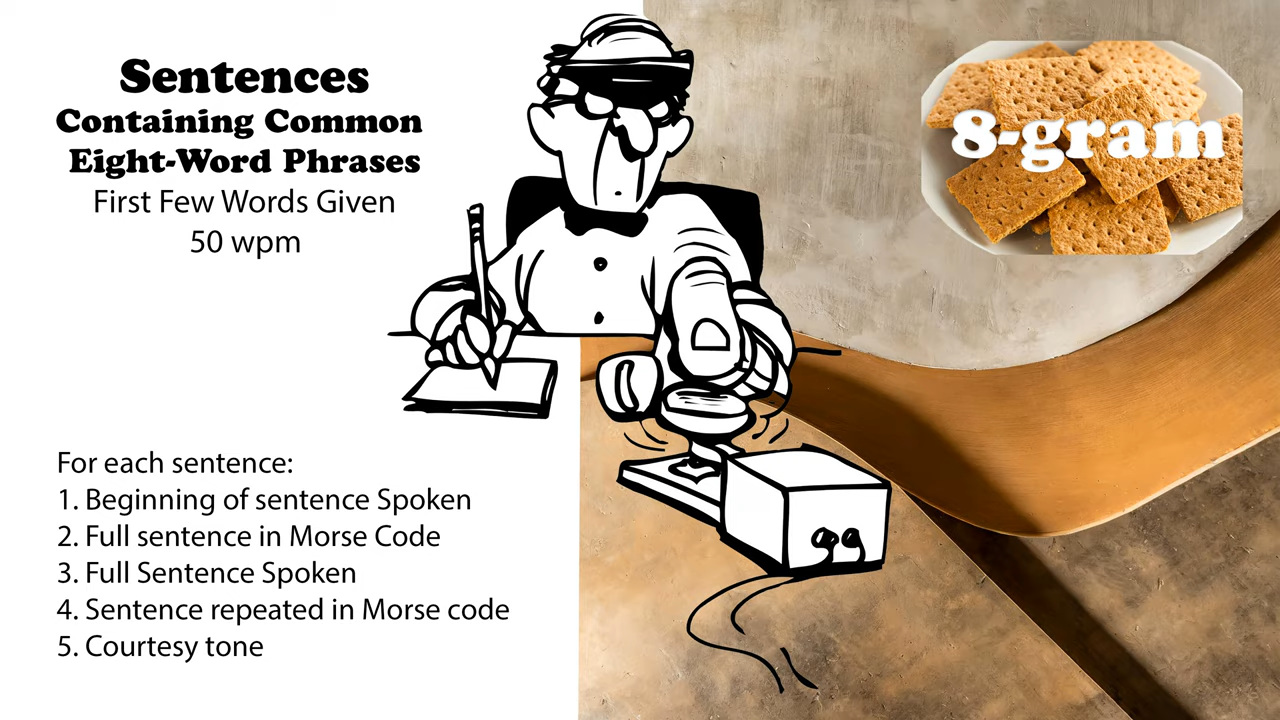 Sentences
Containing Common
Eight-Word Phrases
First Few Words Given
50 wpm
8-gram
For each sentence:
1. Beginning of sentence Spoken
2. Full sentence in Morse Code
3. Full Sentence Spoken
4. Sentence repeated in Morse code
5. Courtesy tone